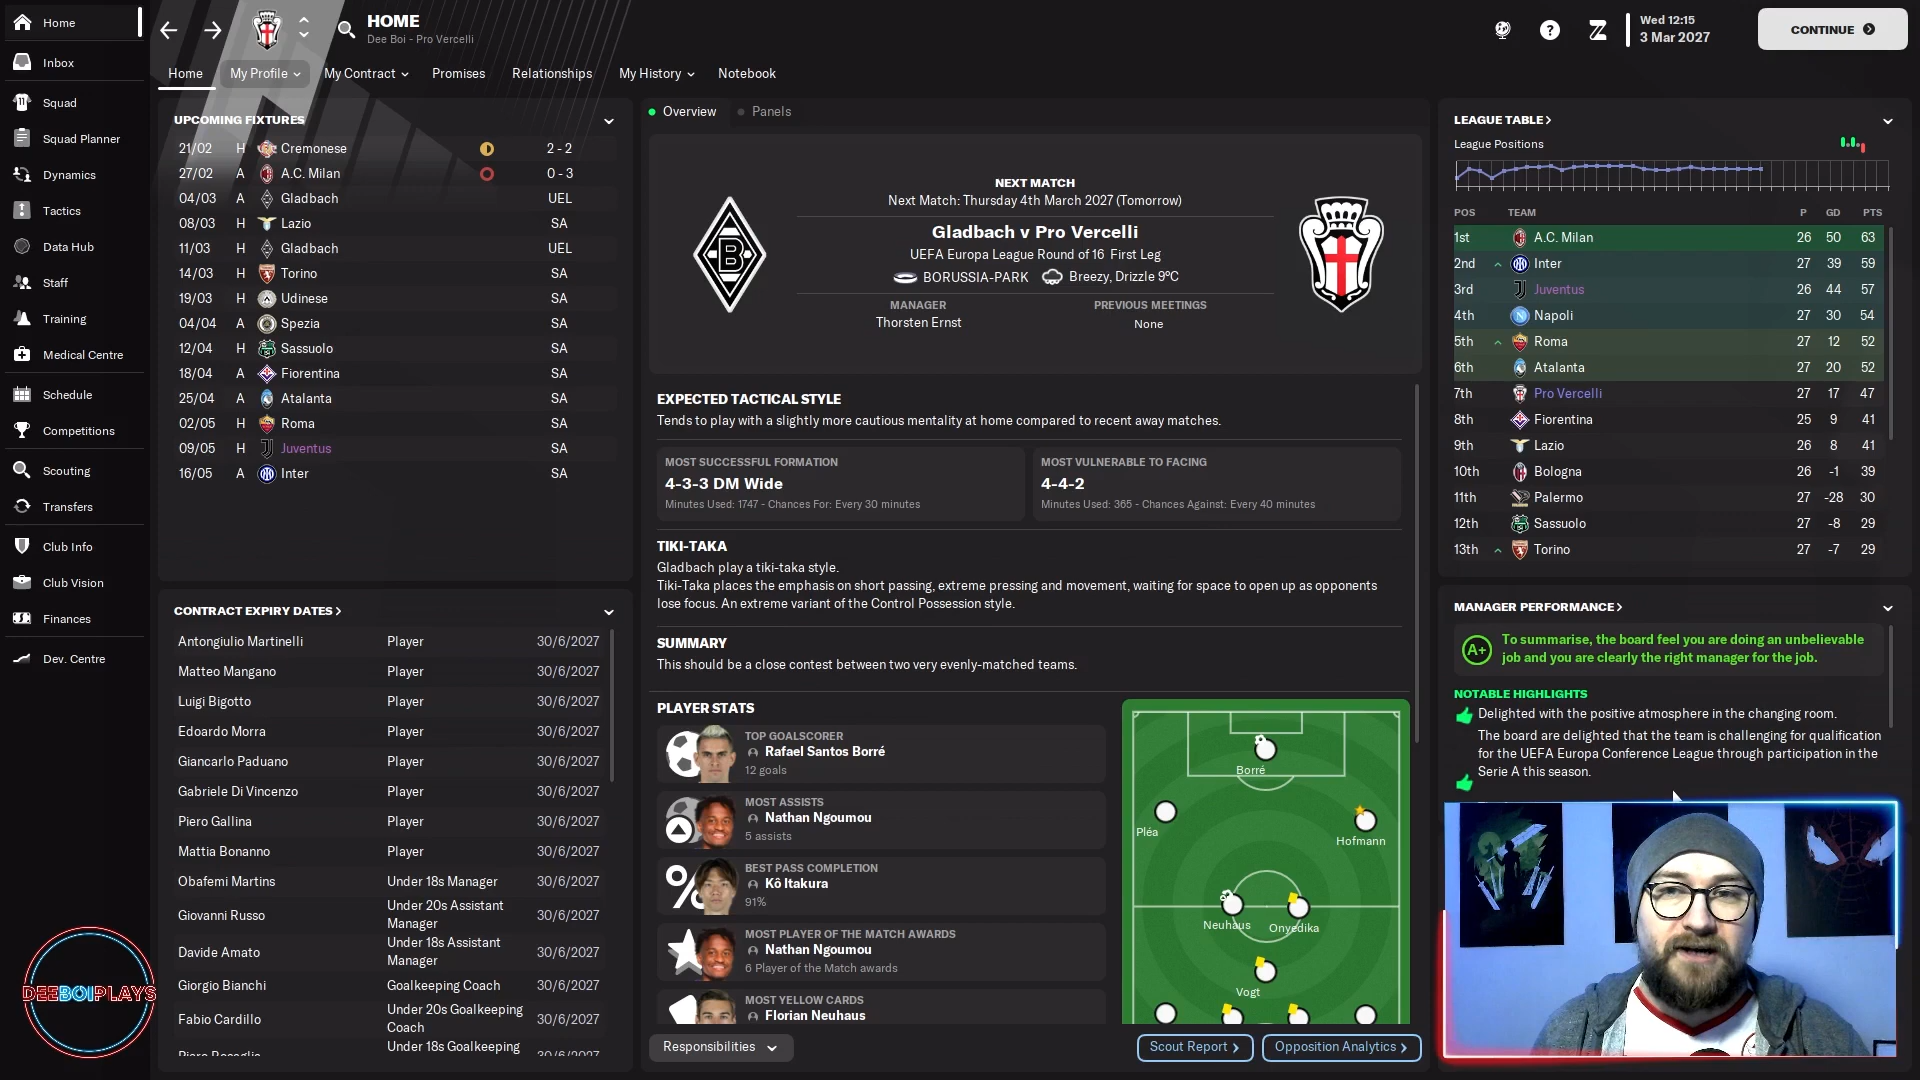 Home
Inbox
Squad
Squad Planner
Dynamics
Tactics
Data Hub
Staff
Training
Medical Centre
Schedule
Competitions
Scouting
Transfers
Club Info
Club Vision
Finances
Dev. Centre
DEEBOIPLAYS
HOME
Dee Boi - Pro Vercelli
Wed 12:15
3 Mar 2027
CONTINUE
Home My Profile My Contract Promises Relationships My History Notebook
UPCOMING FIXTURES
21/02 H Cremonese 2 - 2
27/02 A A.C. Milan 0 - 3
04/03 A Gladbach UEL
08/03 H Lazio SA
11/03 H Gladbach UEL
14/03 H Torino SA
19/03 H Udinese SA
04/04 A Spezia SA
12/04 H Sassuolo SA
18/04 A Fiorentina SA
25/04 A Atalanta SA
02/05 H Roma SA
09/05 H Juventus SA
16/05 A Inter SA
CONTRACT EXPIRY DATES
Antongiulio Martinelli Player 30/6/2027
Matteo Mangano Player 30/6/2027
Luigi Bigotto Player 30/6/2027
Edoardo Morra Player 30/6/2027
Giancarlo Paduano Player 30/6/2027
Gabriele Di Vincenzo Player 30/6/2027
Piero Gallina Player 30/6/2027
Mattia Bonanno Player 30/6/2027
Obafemi Martins Under 18s Manager 30/6/2027
Giovanni Russo Under 20s Assistant Manager 30/6/2027
Davide Amato Under 18s Assistant Manager 30/6/2027
Giorgio Bianchi Goalkeeping Coach 30/6/2027
Fabio Cardillo Under 20s Goalkeeping Coach 30/6/2027
Under 18s Goalkeeping
Overview Panels
NEXT MATCH
Next Match: Thursday 4th March 2027 (Tomorrow)
Gladbach v Pro Vercelli
UEFA Europa League Round of 16 First Leg
BORUSSIA-PARK Breezy, Drizzle 9ºC
MANAGER PREVIOUS MEETINGS
Thorsten Ernst None
EXPECTED TACTICAL STYLE
Tends to play with a slightly more cautious mentality at home compared to recent away matches.
MOST SUCCESSFUL FORMATION
4-3-3 DM Wide
Minutes Used: 1747 - Chances For: Every 30 minutes
MOST VULNERABLE TO FACING
4-4-2
Minutes Used: 365 - Chances Against: Every 40 minutes
TIKI-TAKA
Gladbach play a tiki-taka style.
Tiki-Taka places the emphasis on short passing, extreme pressing and movement, waiting for space to open up as opponents
lose focus. An extreme variant of the Control Possession style.
SUMMARY
This should be a close contest between two very evenly-matched teams.
PLAYER STATS
TOP GOALSCORER
Rafael Santos Borré
12 goals
MOST ASSISTS
Nathan Ngoumou
5 assists
BEST PASS COMPLETION
Kô Itakura
91%
MOST PLAYER OF THE MATCH AWARDS
Nathan Ngoumou
6 Player of the Match awards
MOST YELLOW CARDS
Florian Neuhaus
Borré
Pléa
Hofmann
Neuhaus
Onyedika
Vogt
Responsibilities
Scout Report
Opposition Analytics
LEAGUE TABLE
League Positions
POS TEAM P GD PTS
1st A.C. Milan 26 50 63
2nd Inter 27 39 59
3rd Juventus 26 44 57
4th Napoli 27 30 54
5th Roma 27 12 52
6th Atalanta 27 20 52
7th Pro Vercelli 27 17 47
8th Fiorentina 25 9 41
9th Lazio 26 8 41
10th Bologna 26 -1 39
11th Palermo 27 -28 30
12th Sassuolo 27 -8 29
13th Torino 27 -7 29
MANAGER PERFORMANCE
A+
To summarise, the board feel you are doing an unbelievable
job and you are clearly the right manager for the job.
NOTABLE HIGHLIGHTS
Delighted with the positive atmosphere in the changing room.
The board are delighted that the team is challenging for qualification
for the UEFA Europa Conference League through participation in the
Serie A this season.